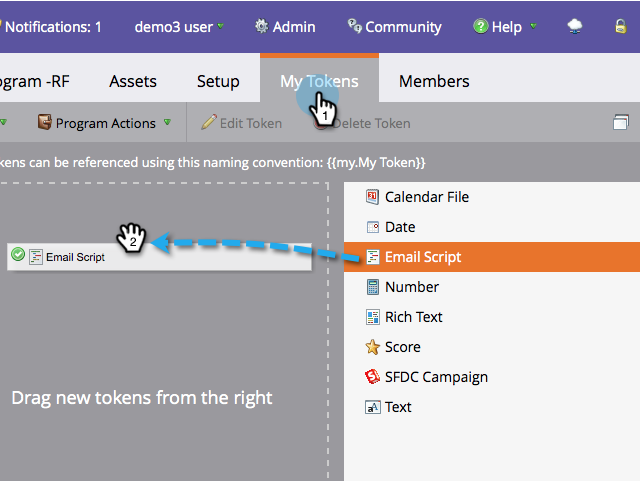 Notifications: 1 demo3 user Admin Community Help
ogram -RF Assets Setup My Tokens Members
1
Program Actions Edit Token Delete Token
kens can be referenced using this naming convention: {{my.My Token}}
Calendar File
Date
2
Email Script
Email Script
Number
Rich Text
Score
SFDC Campaign
Drag new tokens from the right
Text